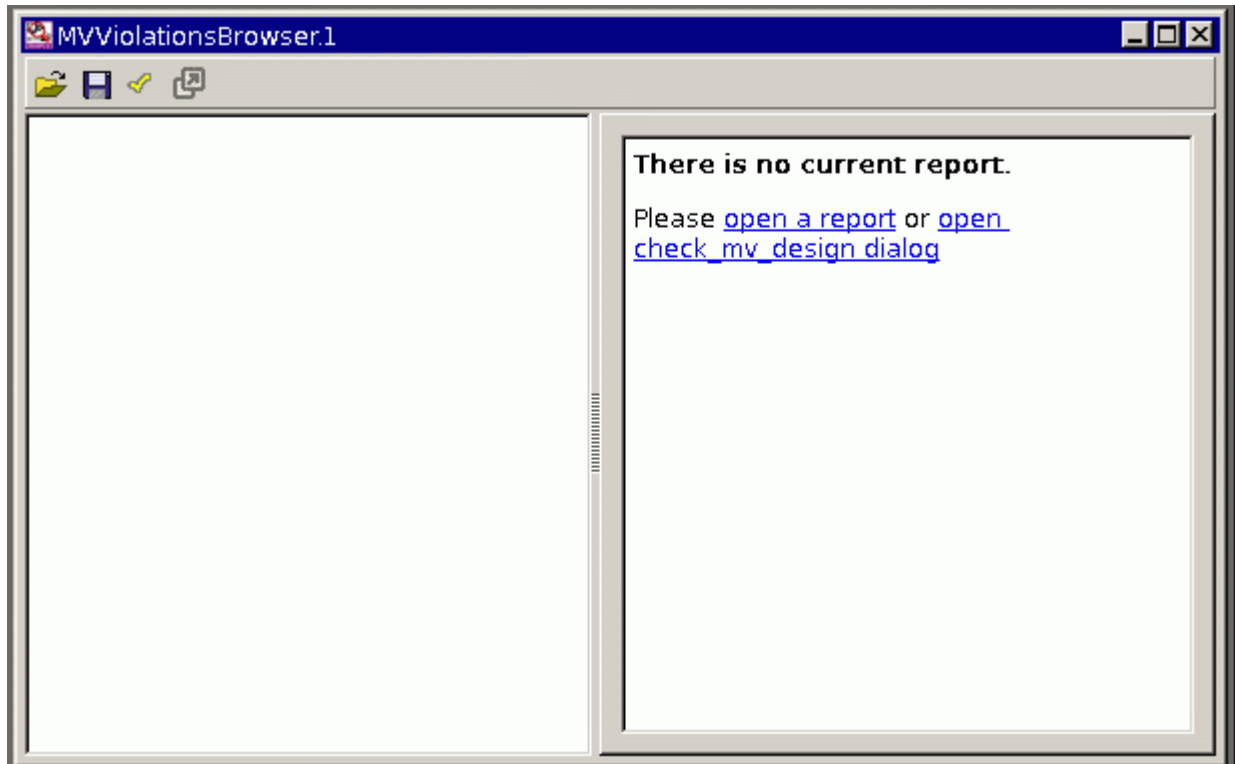 MVViolationsBrowser.1
There is no current report.
Please open a report or open
check_mv_design dialog